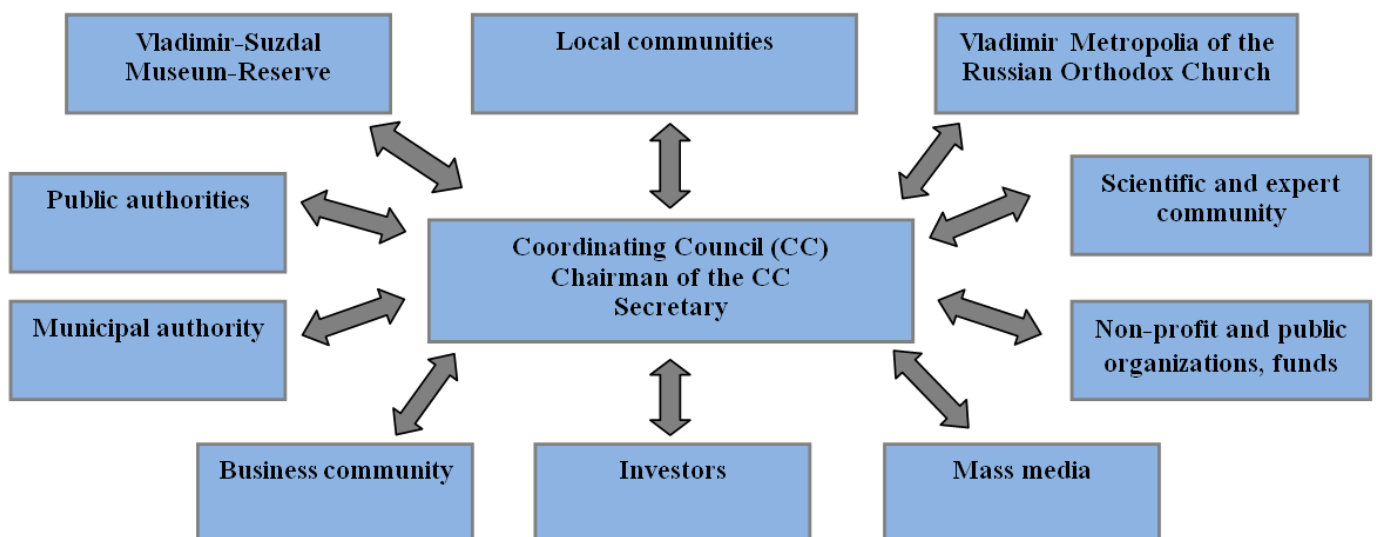 Vladimir-Suzdal
Museum-Reserve
Local communities
Vladimir Metropolia of the
Russian Orthodox Church
Public authorities
Scientific and expert
community
Coordinating Council (CC)
Chairman of the CC
Secretary
Municipal authority
Non-profit and public
organizations, funds
Business community
Investors
Mass media